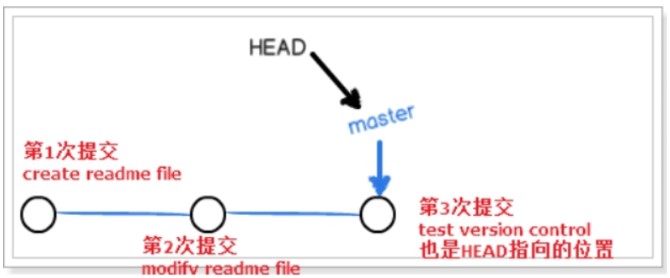 HEAD
master
第1次提交
create readme file
第2次提交
modify readme file
第3次提交
test version control
也是HEAD指向的位置